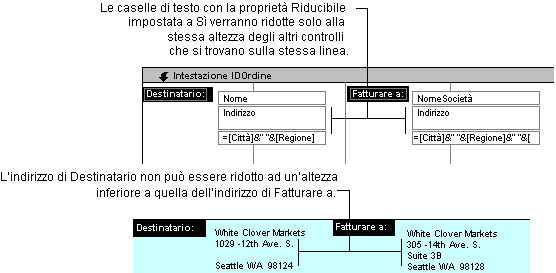 Le caselle di testo con la proprietà Riducibile
impostata a Sì verranno ridotte solo alla
stessa altezza degli altri controlli
che si trovano sulla stessa linea.
Intestazione IDOrdine
Destinatario:
Nome
Fatturare a:
NomeSocietà
Indirizzo
Indirizzo
=[Città]&" "&[Regione]
=[Città]&" "&[Regione]&" "&[
L'indirizzo di Destinatario non può essere ridotto ad un'altezza
inferiore a quella dell'indirizzo di Fatturare a.
Destinatario:
White Clover Markets
1029 -12th Ave. S.
Seattle WA 98124
Fatturare a:
White Clover Markets
305 -14th Ave. S.
Suite 3B
Seattle WA 98128